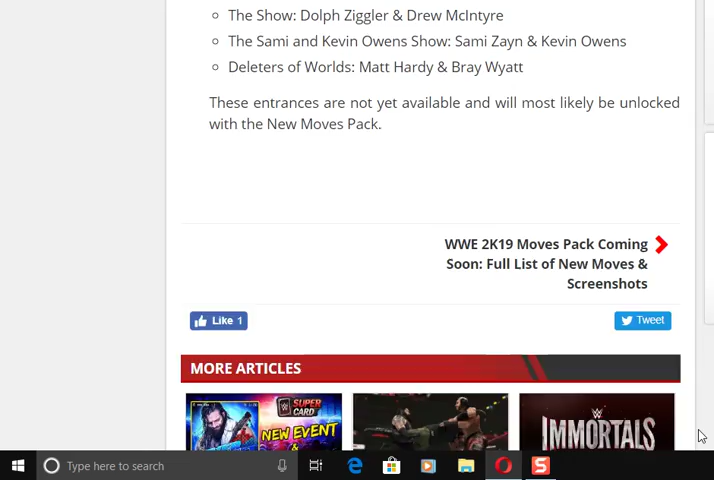 The Show: Dolph Ziggler & Drew McIntyre
The Sami and Kevin Owens Show: Sami Zayn & Kevin Owens
Deleters of Worlds: Matt Hardy & Bray Wyatt
These entrances are not yet available and will most likely be unlocked
with the New Moves Pack.
WWE 2K19 Moves Pack Coming
Soon: Full List of New Moves &
Screenshots
Like 1
Tweet
MORE ARTICLES
SUPER
CARD
NEW EVENT
&
IMMORTALS
Type here to search